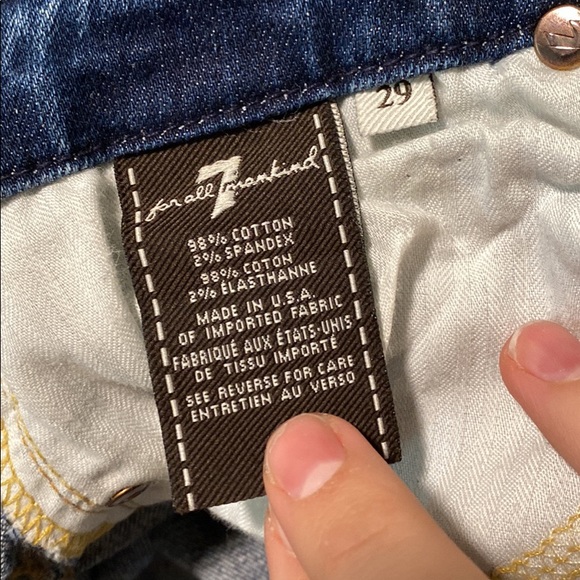 29
for all 7 mankind
98% COTTON
2% SPANDEX
98% COTON
2% ÉLASTHANNE
MADE IN U.S.A.
OF IMPORTED FABRIC
FABRIQUÉ AUX ÉTATS-UNIS
DE TISSU IMPORTÉ
SEE REVERSE FOR CARE
ENTRETIEN AU VERSO